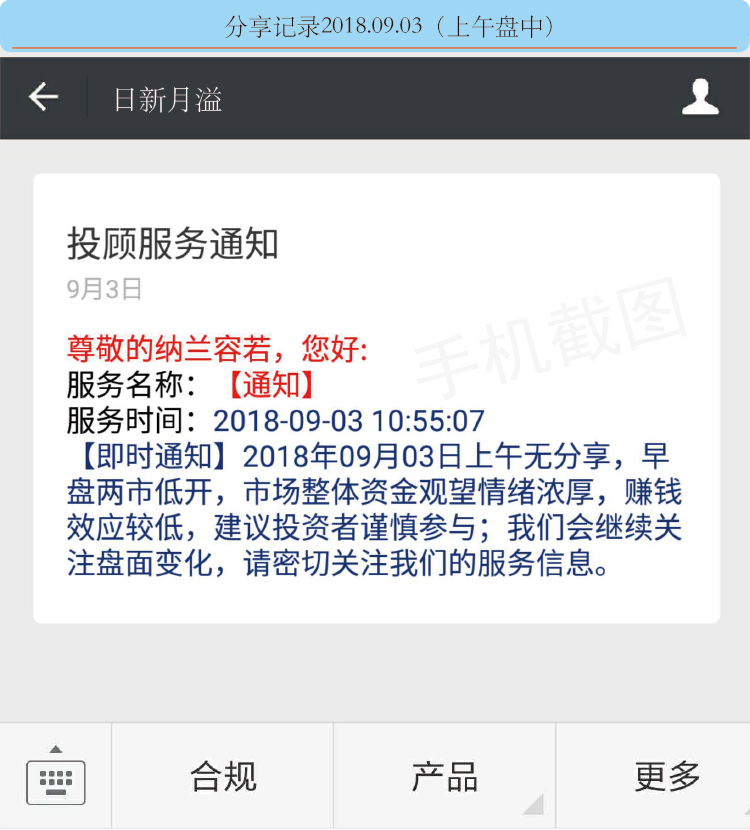 分享记录2018.09.03（上午盘中）
日新月溢
投顾服务通知
9月3日
手机截图
尊敬的纳兰容若，您好:
服务名称：【通知】
服务时间：2018-09-03 10:55:07
【即时通知】2018年09月03日上午无分享，早
盘两市低开，市场整体资金观望情绪浓厚，赚钱
效应较低，建议投资者谨慎参与；我们会继续关
注盘面变化，请密切关注我们的服务信息。
合规
产品
更多